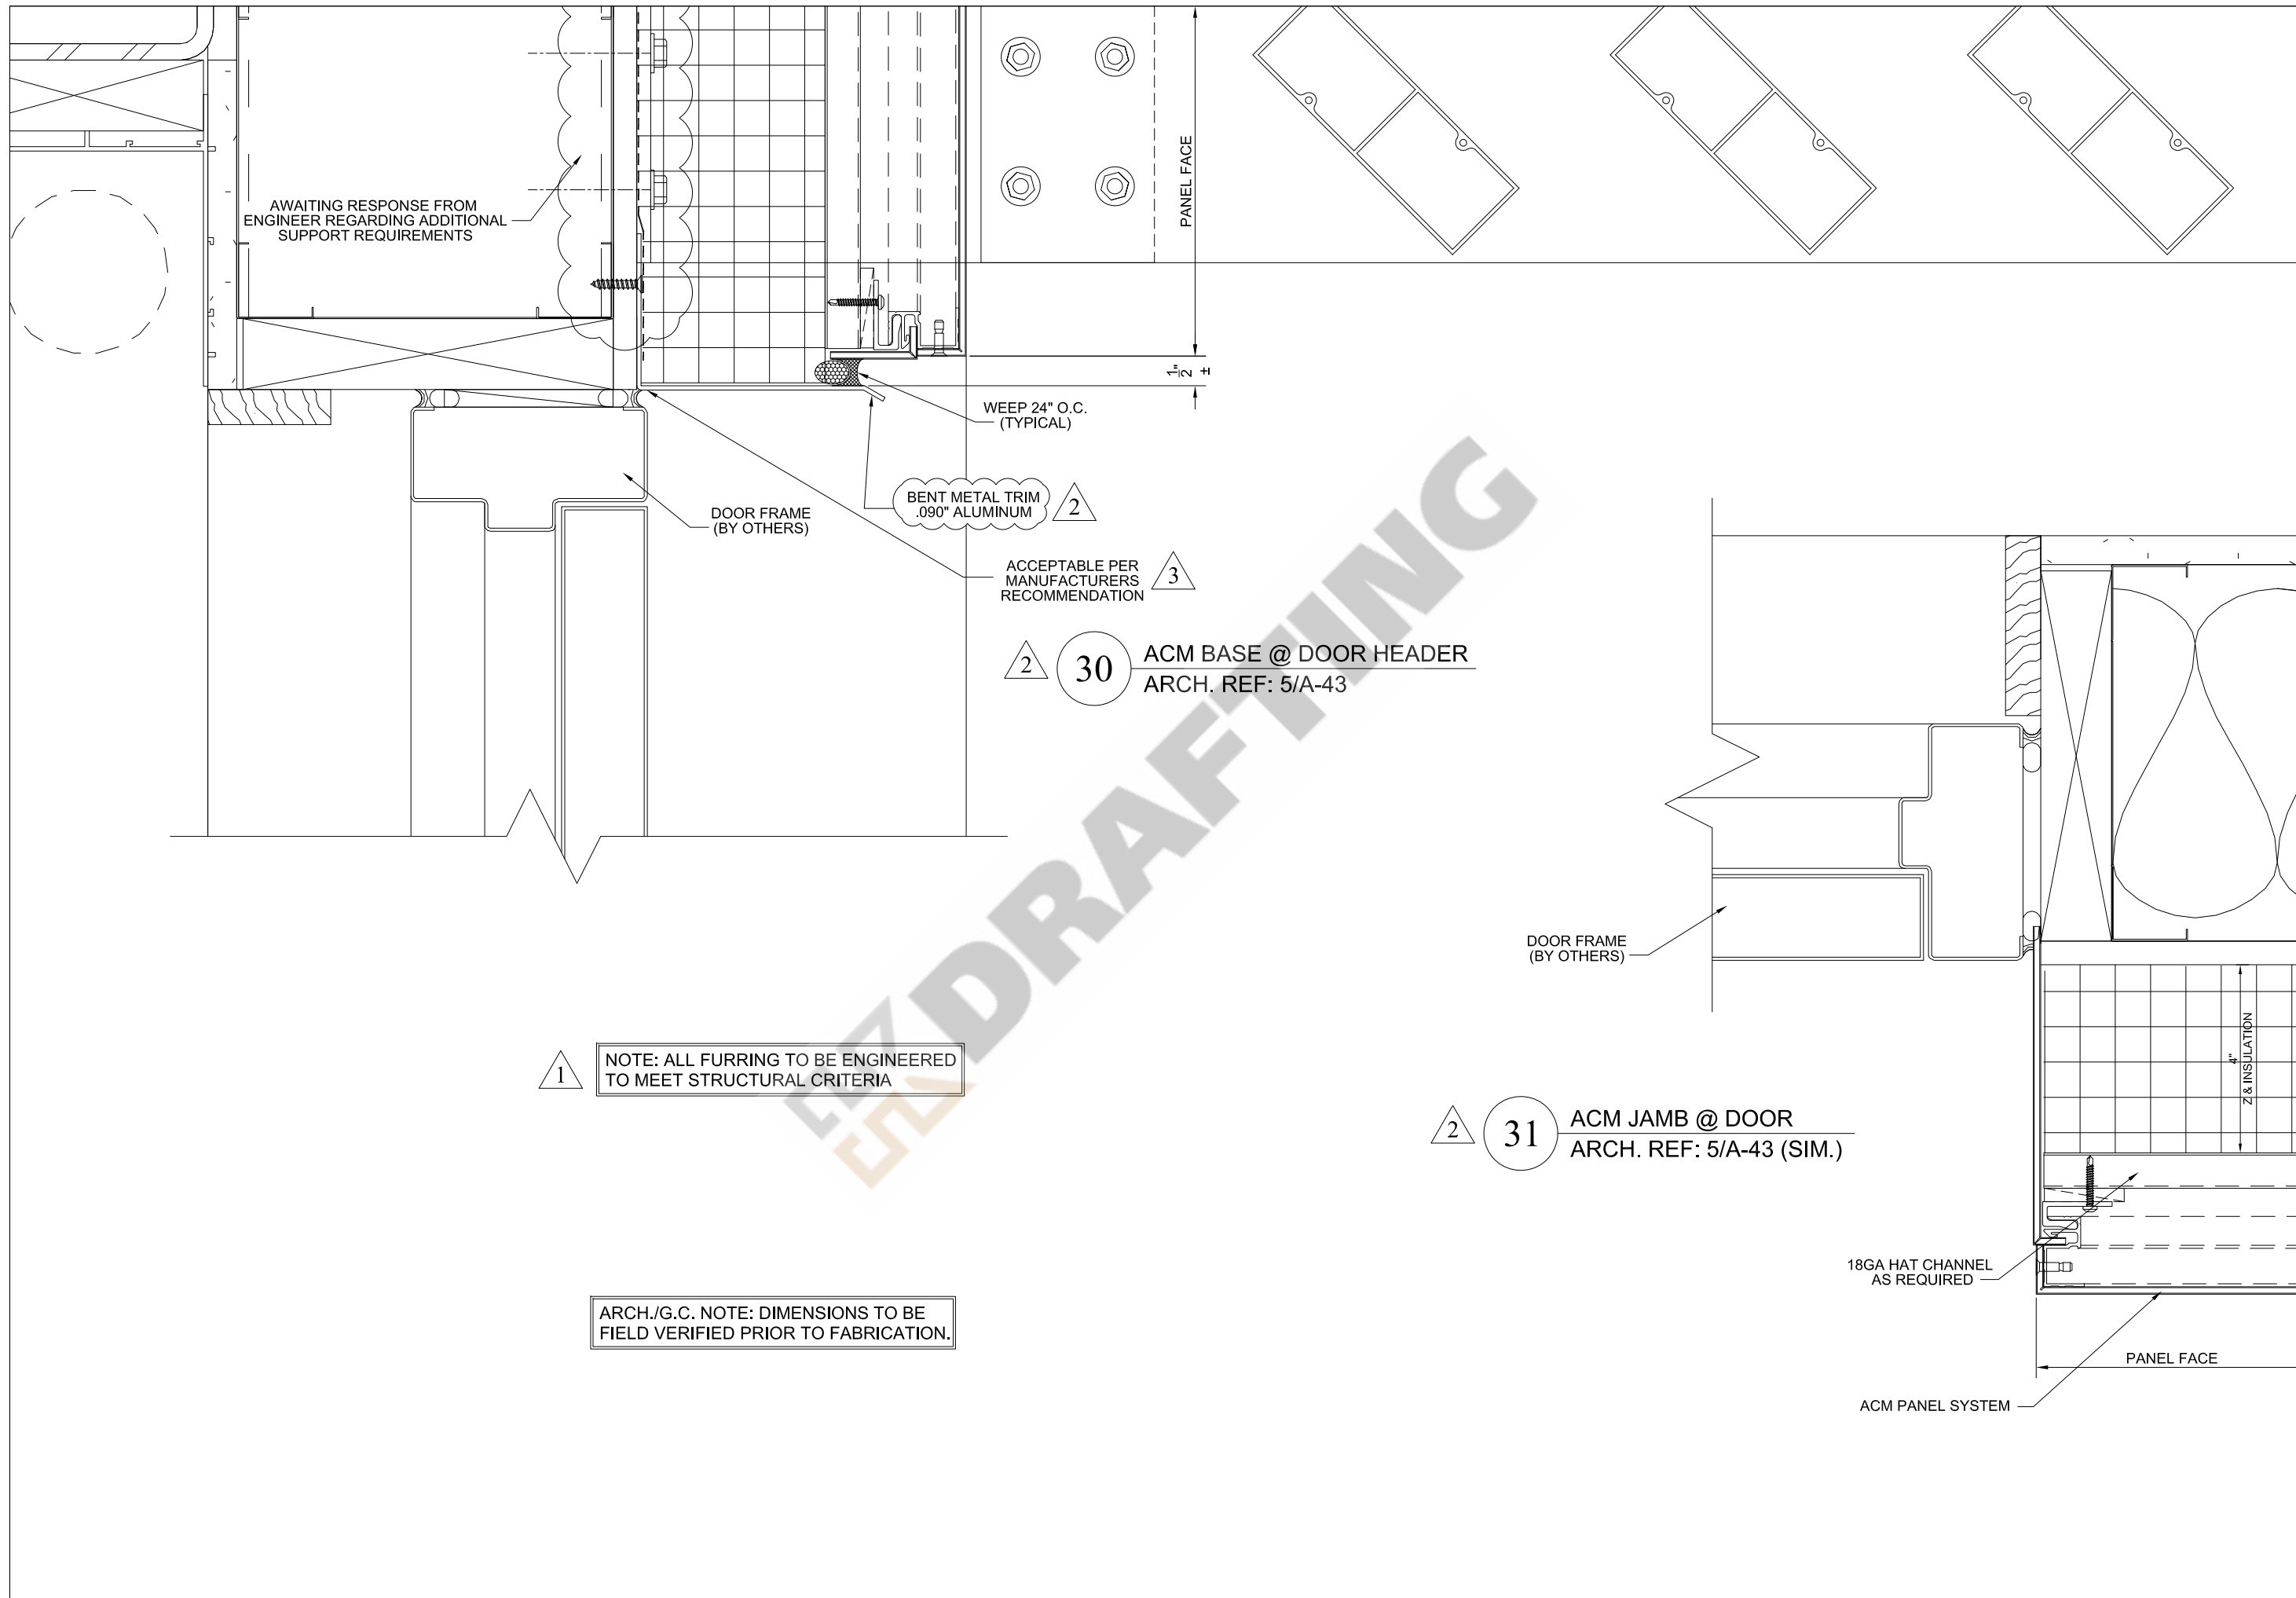 AWAITING RESPONSE FROM
ENGINEER REGARDING ADDITIONAL
SUPPORT REQUIREMENTS
PANEL FACE
1/2" ±
WEEP 24" O.C.
(TYPICAL)
BENT METAL TRIM
.090" ALUMINUM
2
DOOR FRAME
(BY OTHERS)
ACCEPTABLE PER
MANUFACTURERS
RECOMMENDATION
3
2
30
ACM BASE @ DOOR HEADER
ARCH. REF: 5/A-43
DRAFTING
1
NOTE: ALL FURRING TO BE ENGINEERED
TO MEET STRUCTURAL CRITERIA
ARCH./G.C. NOTE: DIMENSIONS TO BE
FIELD VERIFIED PRIOR TO FABRICATION.
DOOR FRAME
(BY OTHERS)
4"
Z & INSULATION
2
31
ACM JAMB @ DOOR
ARCH. REF: 5/A-43 (SIM.)
18GA HAT CHANNEL
AS REQUIRED
PANEL FACE
ACM PANEL SYSTEM